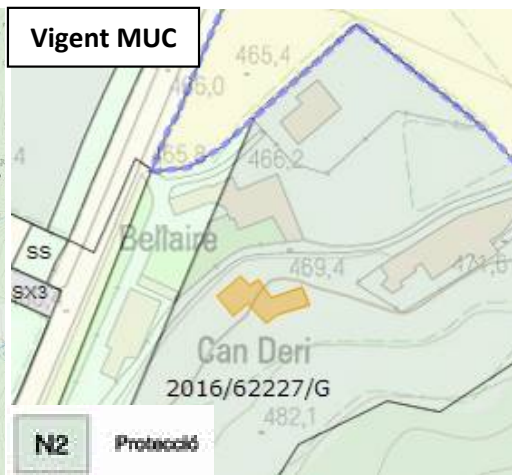 Vigent MUC
465,4
466,0
4
465,8
466,2
Bellaire
SS
469,4
471,6
SX3
Can Deri
2016/62227/G
482,1
N2 Protecció